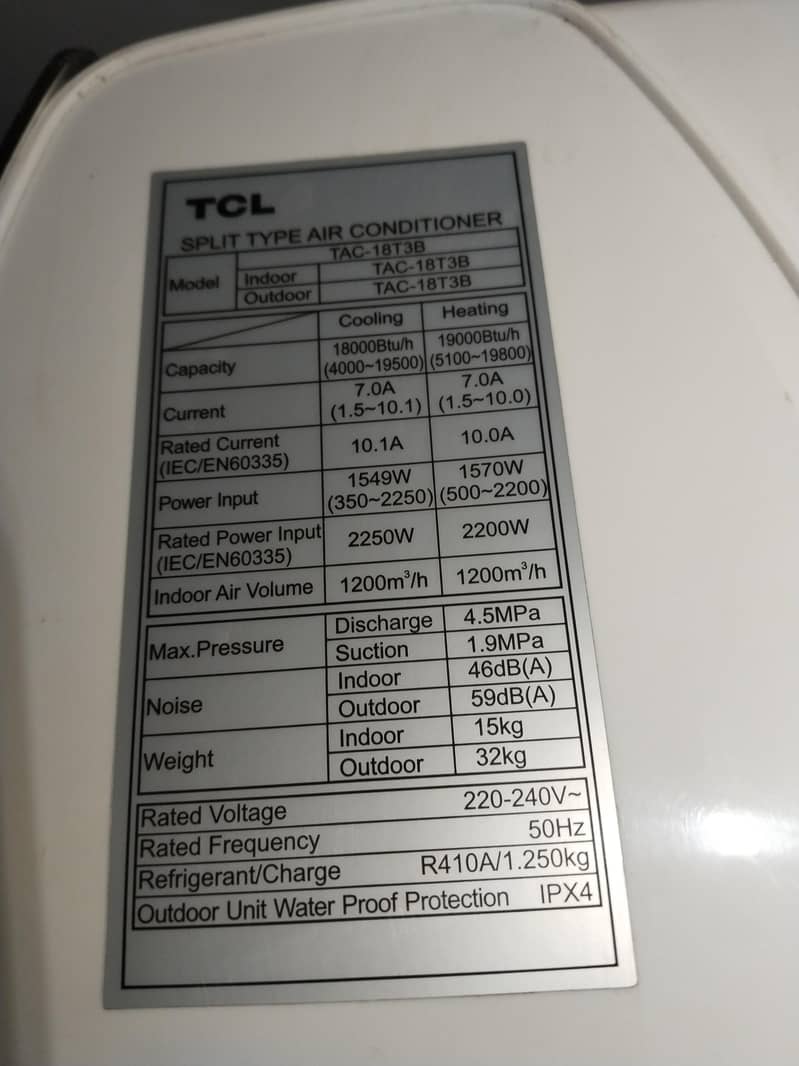 TCL
SPLIT TYPE AIR CONDITIONER
Model TAC-18T3B
Indoor TAC-18T3B
Outdoor TAC-18T3B
Cooling Heating
Capacity 18000Btu/h (4000~19500) 19000Btu/h (5100~19800)
Current 7.0A (1.5~10.1) 7.0A (1.5~10.0)
Rated Current (IEC/EN60335) 10.1A 10.0A
Power Input 1549W (350~2250) 1570W (500~2200)
Rated Power Input (IEC/EN60335) 2250W 2200W
Indoor Air Volume 1200m³/h 1200m³/h
Max.Pressure Discharge 4.5MPa
Suction 1.9MPa
Noise Indoor 46dB(A)
Outdoor 59dB(A)
Weight Indoor 15kg
Outdoor 32kg
Rated Voltage 220-240V~
Rated Frequency 50Hz
Refrigerant/Charge R410A/1.250kg
Outdoor Unit Water Proof Protection IPX4